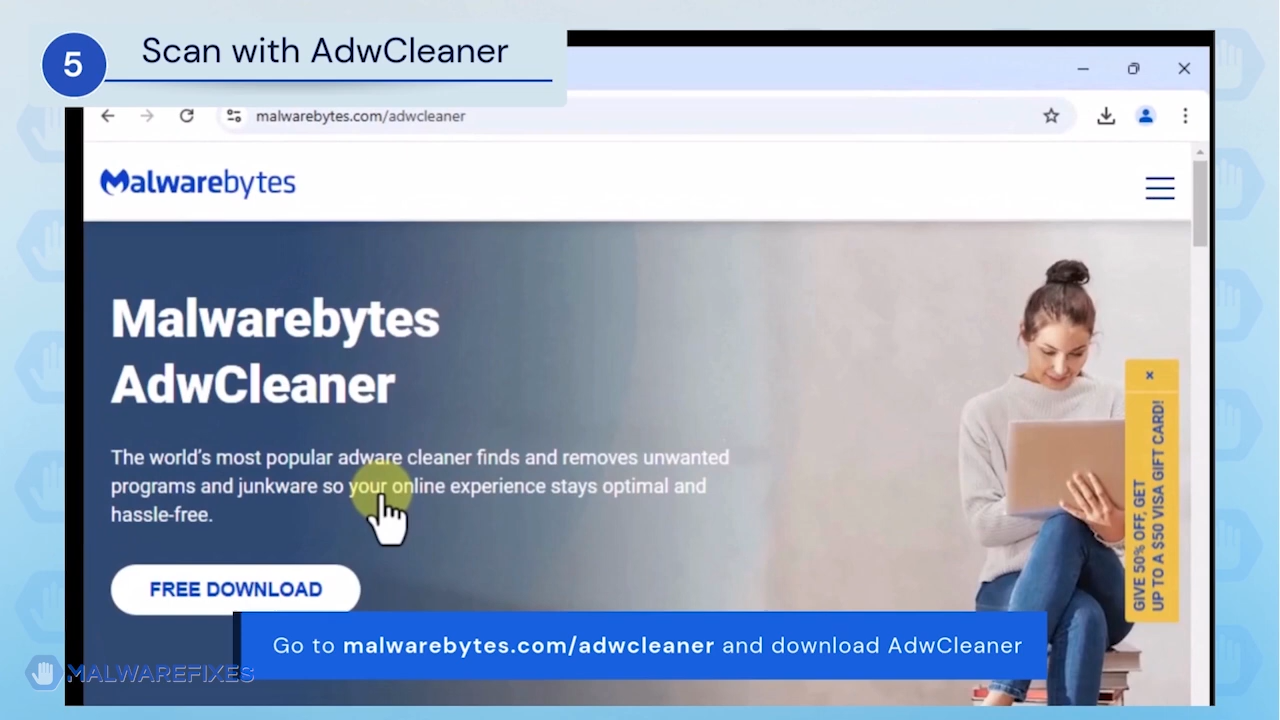 5
Scan with AdwCleaner
malwarebytes.com/adwcleaner
Malwarebytes
Malwarebytes
AdwCleaner
The world's most popular adware cleaner finds and removes unwanted
programs and junkware so your online experience stays optimal and
hassle-free.
FREE DOWNLOAD
GIVE 50% OFF, GET
UP TO A $50 VISA GIFT CARD!
Go to malwarebytes.com/adwcleaner and download AdwCleaner
MALWAREFIXES